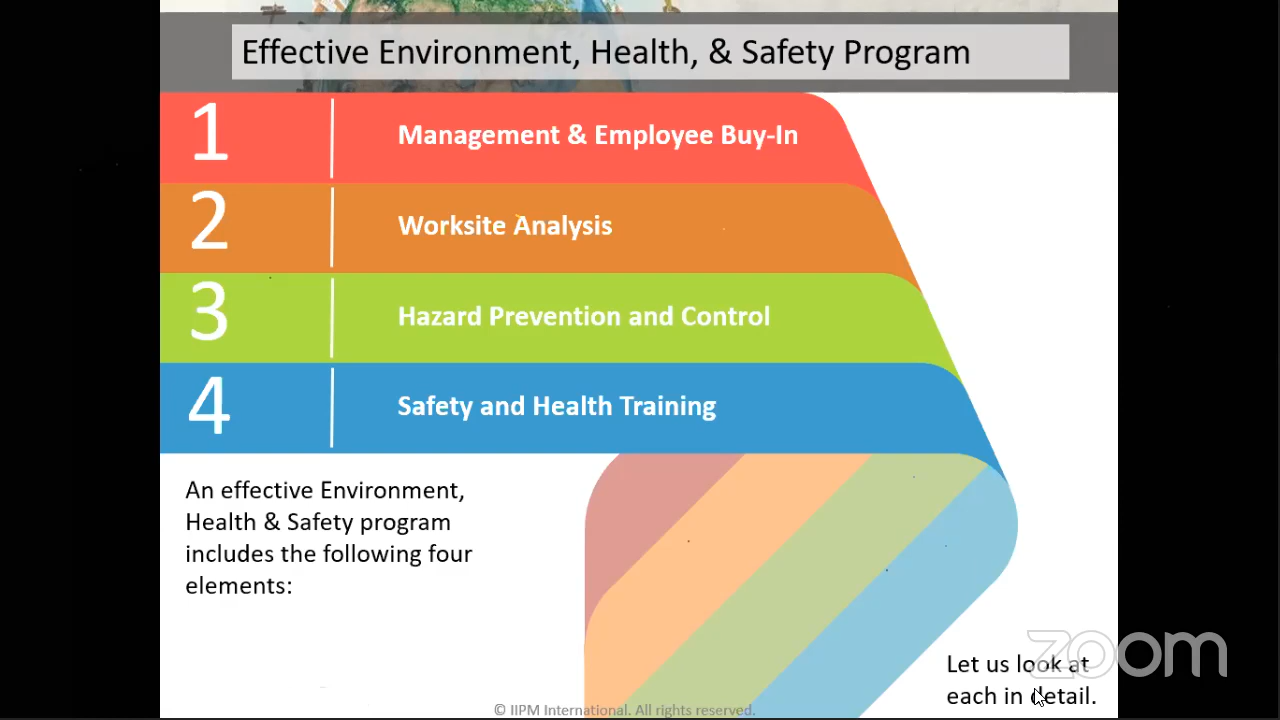 Effective Environment, Health, & Safety Program
1
Management & Employee Buy-In
2
Worksite Analysis
3
Hazard Prevention and Control
4
Safety and Health Training
An effective Environment,
Health & Safety program
includes the following four
elements:
Let us look at
each in detail.
zoom
© IIPM International. All rights reserved.